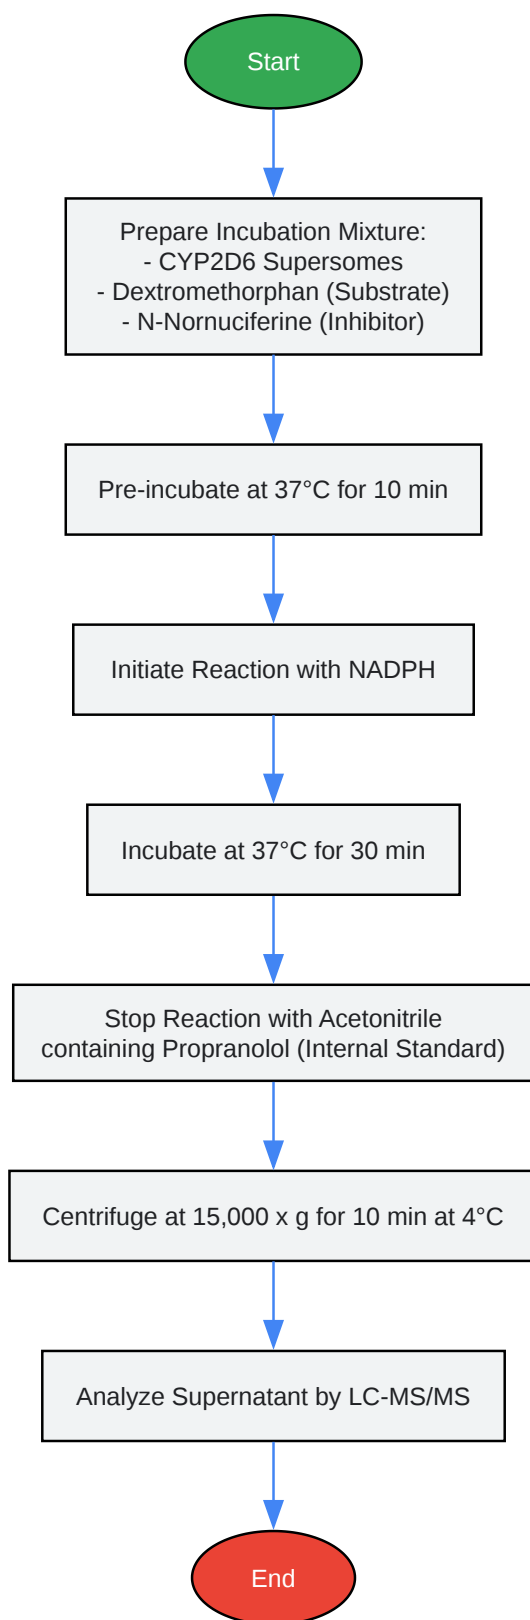 Start
Prepare Incubation Mixture:
- CYP2D6 Supersomes
- Dextromethorphan (Substrate)
- N-Nornuciferine (Inhibitor)
Pre-incubate at 37°C for 10 min
Initiate Reaction with NADPH
Incubate at 37°C for 30 min
Stop Reaction with Acetonitrile
containing Propranolol (Internal Standard)
Centrifuge at 15,000 x g for 10 min at 4°C
Analyze Supernatant by LC-MS/MS
End